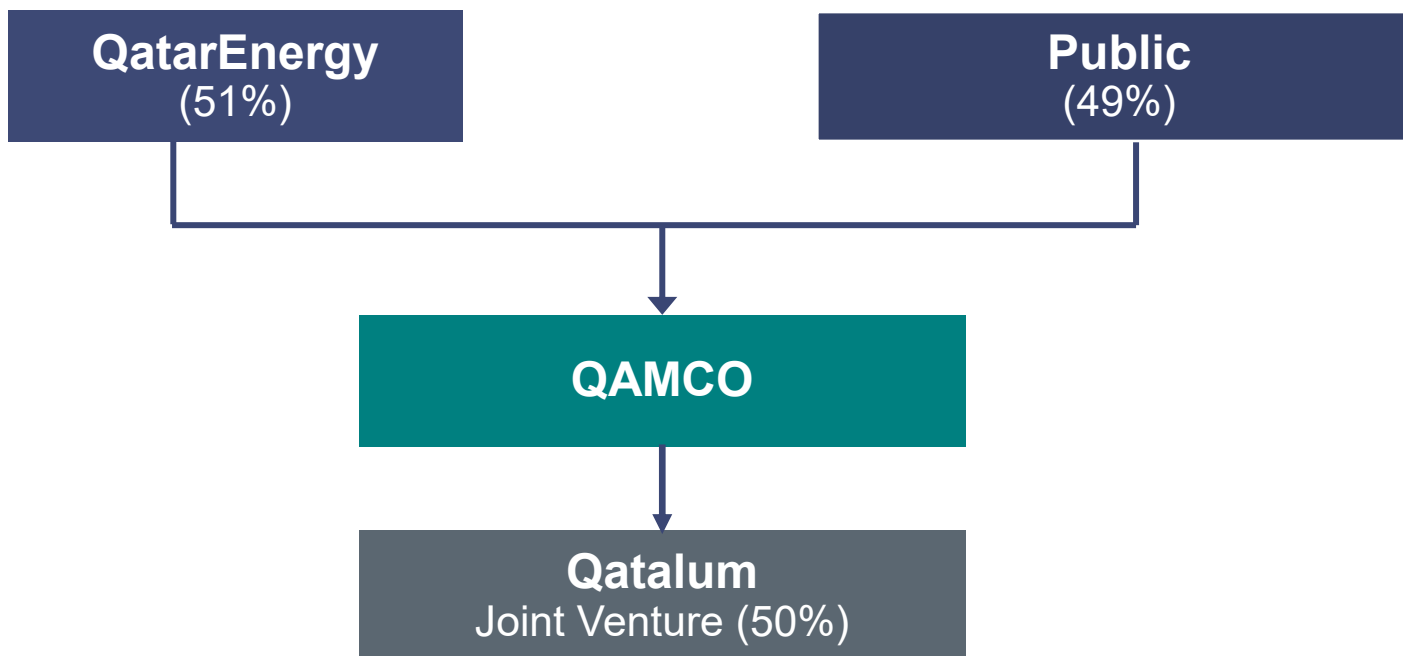 QatarEnergy
(51%)
Public
(49%)
QAMCO
Qatalum
Joint Venture (50%)